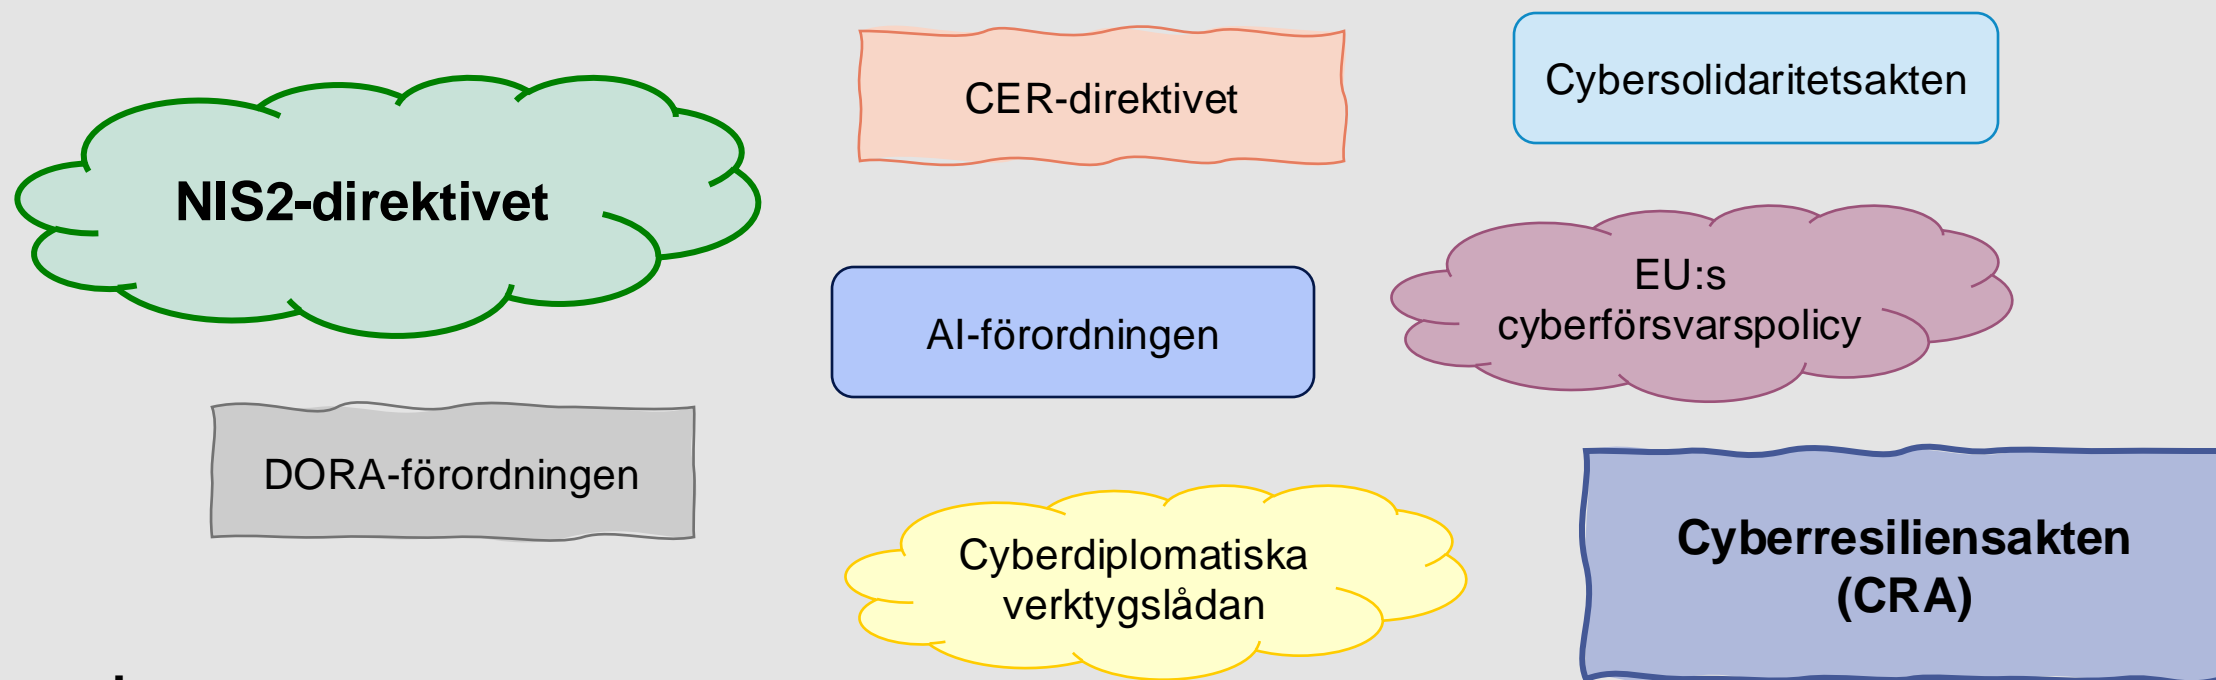 CER-direktivet
Cybersolidaritetsakten
NIS2-direktivet
EU:s
cyberförsvarspolicy
AI-förordningen
DORA-förordningen
Cyberdiplomatiska
verktygslådan
Cyberresiliensakten
(CRA)